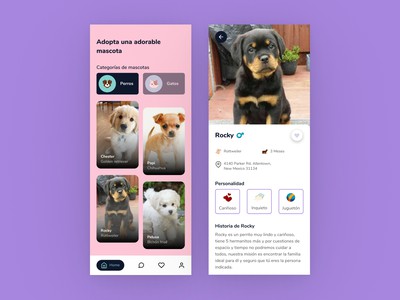 Adopta una adorable
mascota
Categorías de mascotas
Perros
Gatos
Chester
Golden retriever
Pupi
Chihuahua
Rocky
Rottweiler
Pelusa
Bichón frisé
Home
Rocky
Rottweiler
3 Meses
4140 Parker Rd. Allentown,
New Mexico 31134
Personalidad
Cariñoso
Inquieto
Juguetón
Historia de Rocky
Rocky es un perrito muy lindo y cariñoso,
tiene 5 hermanitos más y por cuestiones de
espacio y tiempo no podremos cuidar a
todos, nuestra misión es encontrar la familia
ideal para él y seguro que tú eres la persona
indicada.